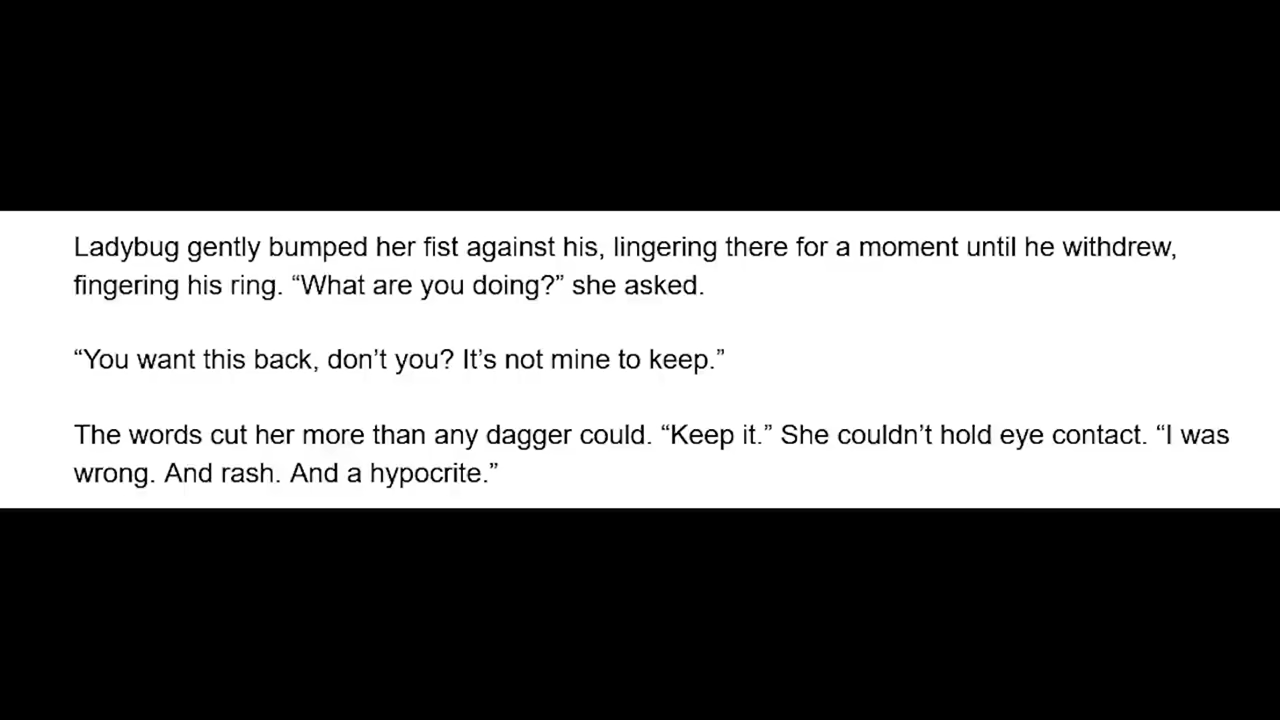 Ladybug gently bumped her fist against his, lingering there for a moment until he withdrew,
fingering his ring. “What are you doing?” she asked.
“You want this back, don’t you? It’s not mine to keep.”
The words cut her more than any dagger could. “Keep it.” She couldn’t hold eye contact. “I was
wrong. And rash. And a hypocrite.”